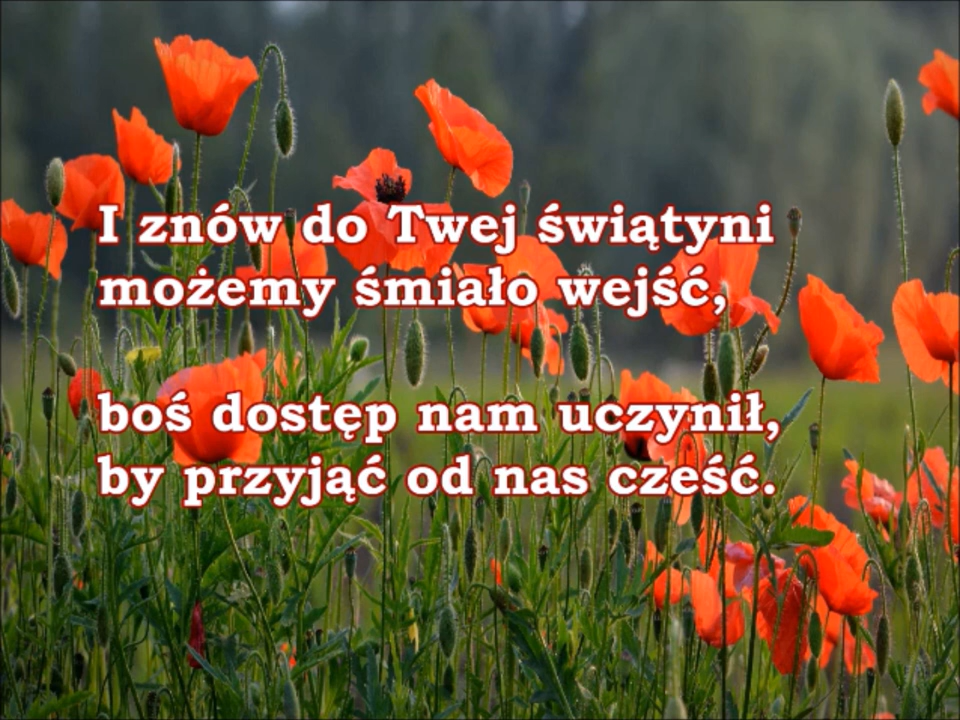 I znów do Twej świątyni
możemy śmiało wejść,
boś dostęp nam uczynił,
by przyjąć od nas cześć.